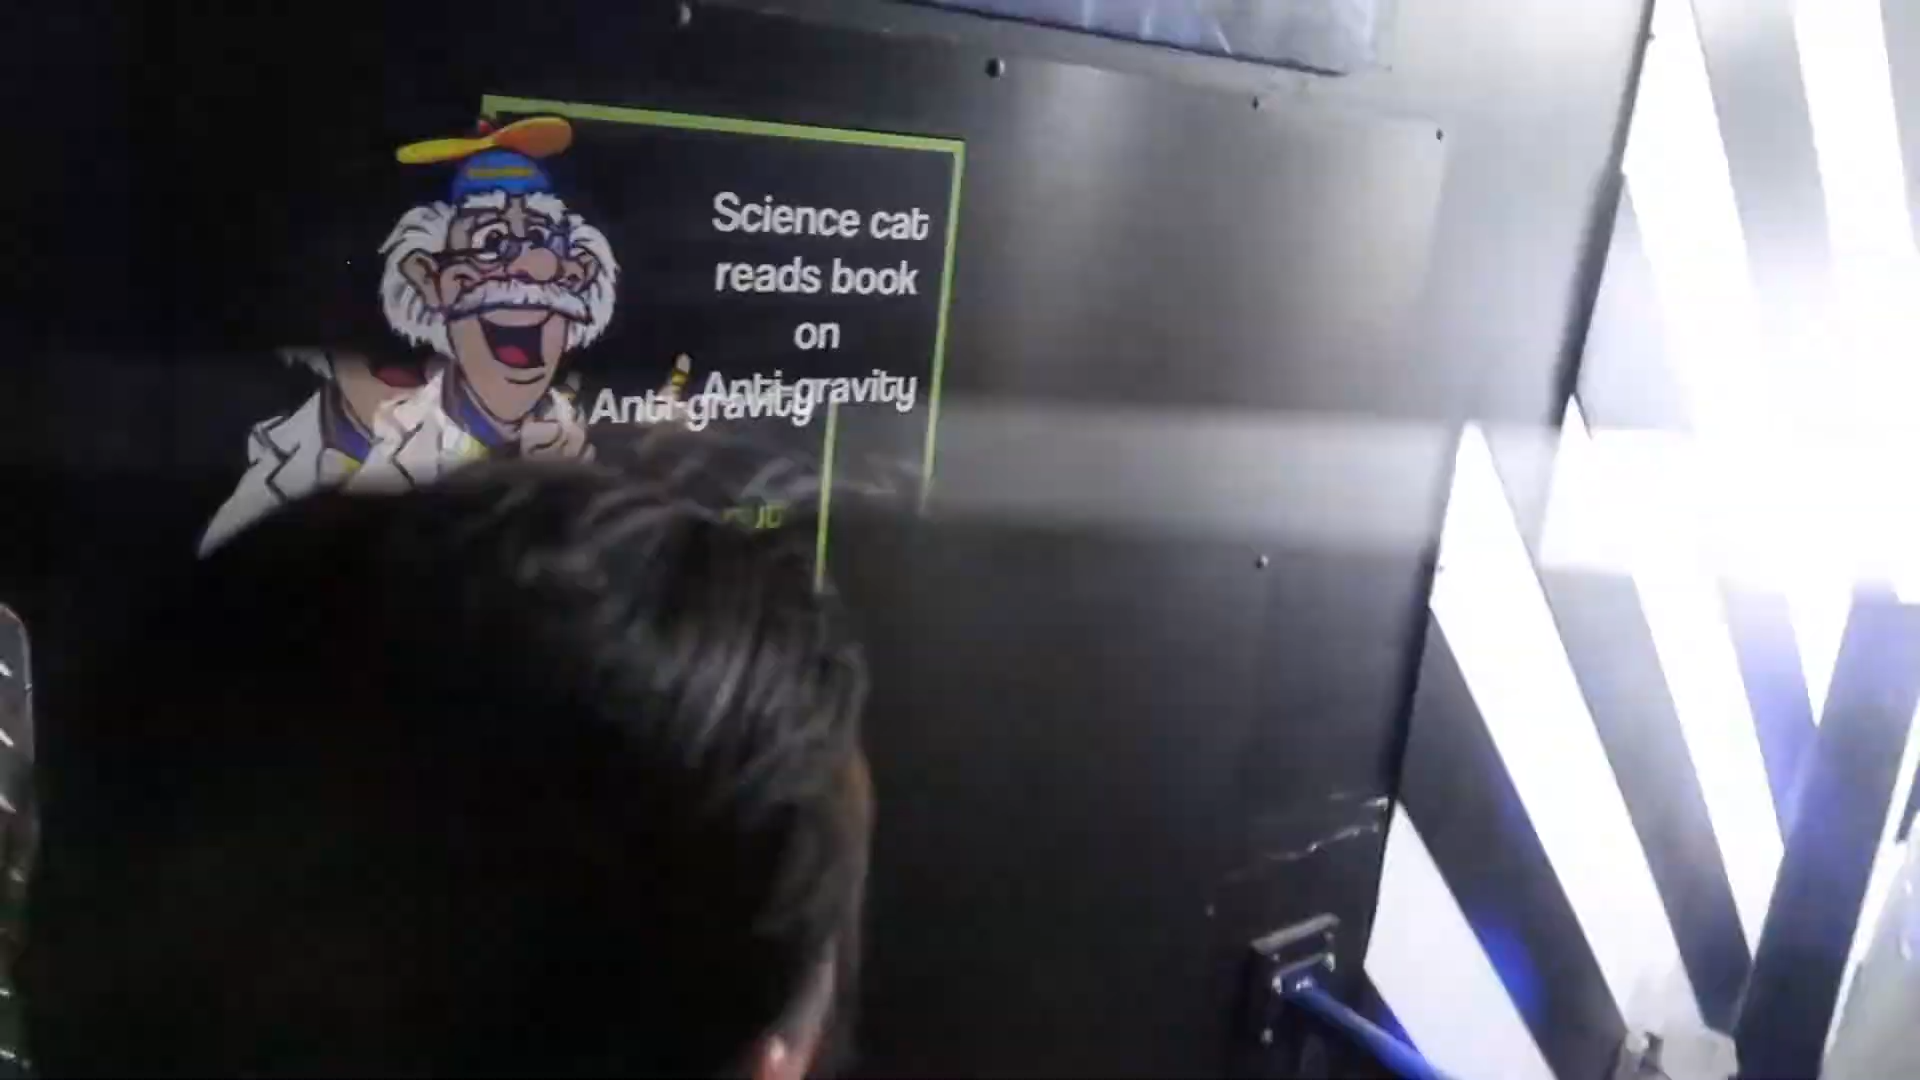 Science cat
reads book
on
Anti-gravity
Anti-gravity